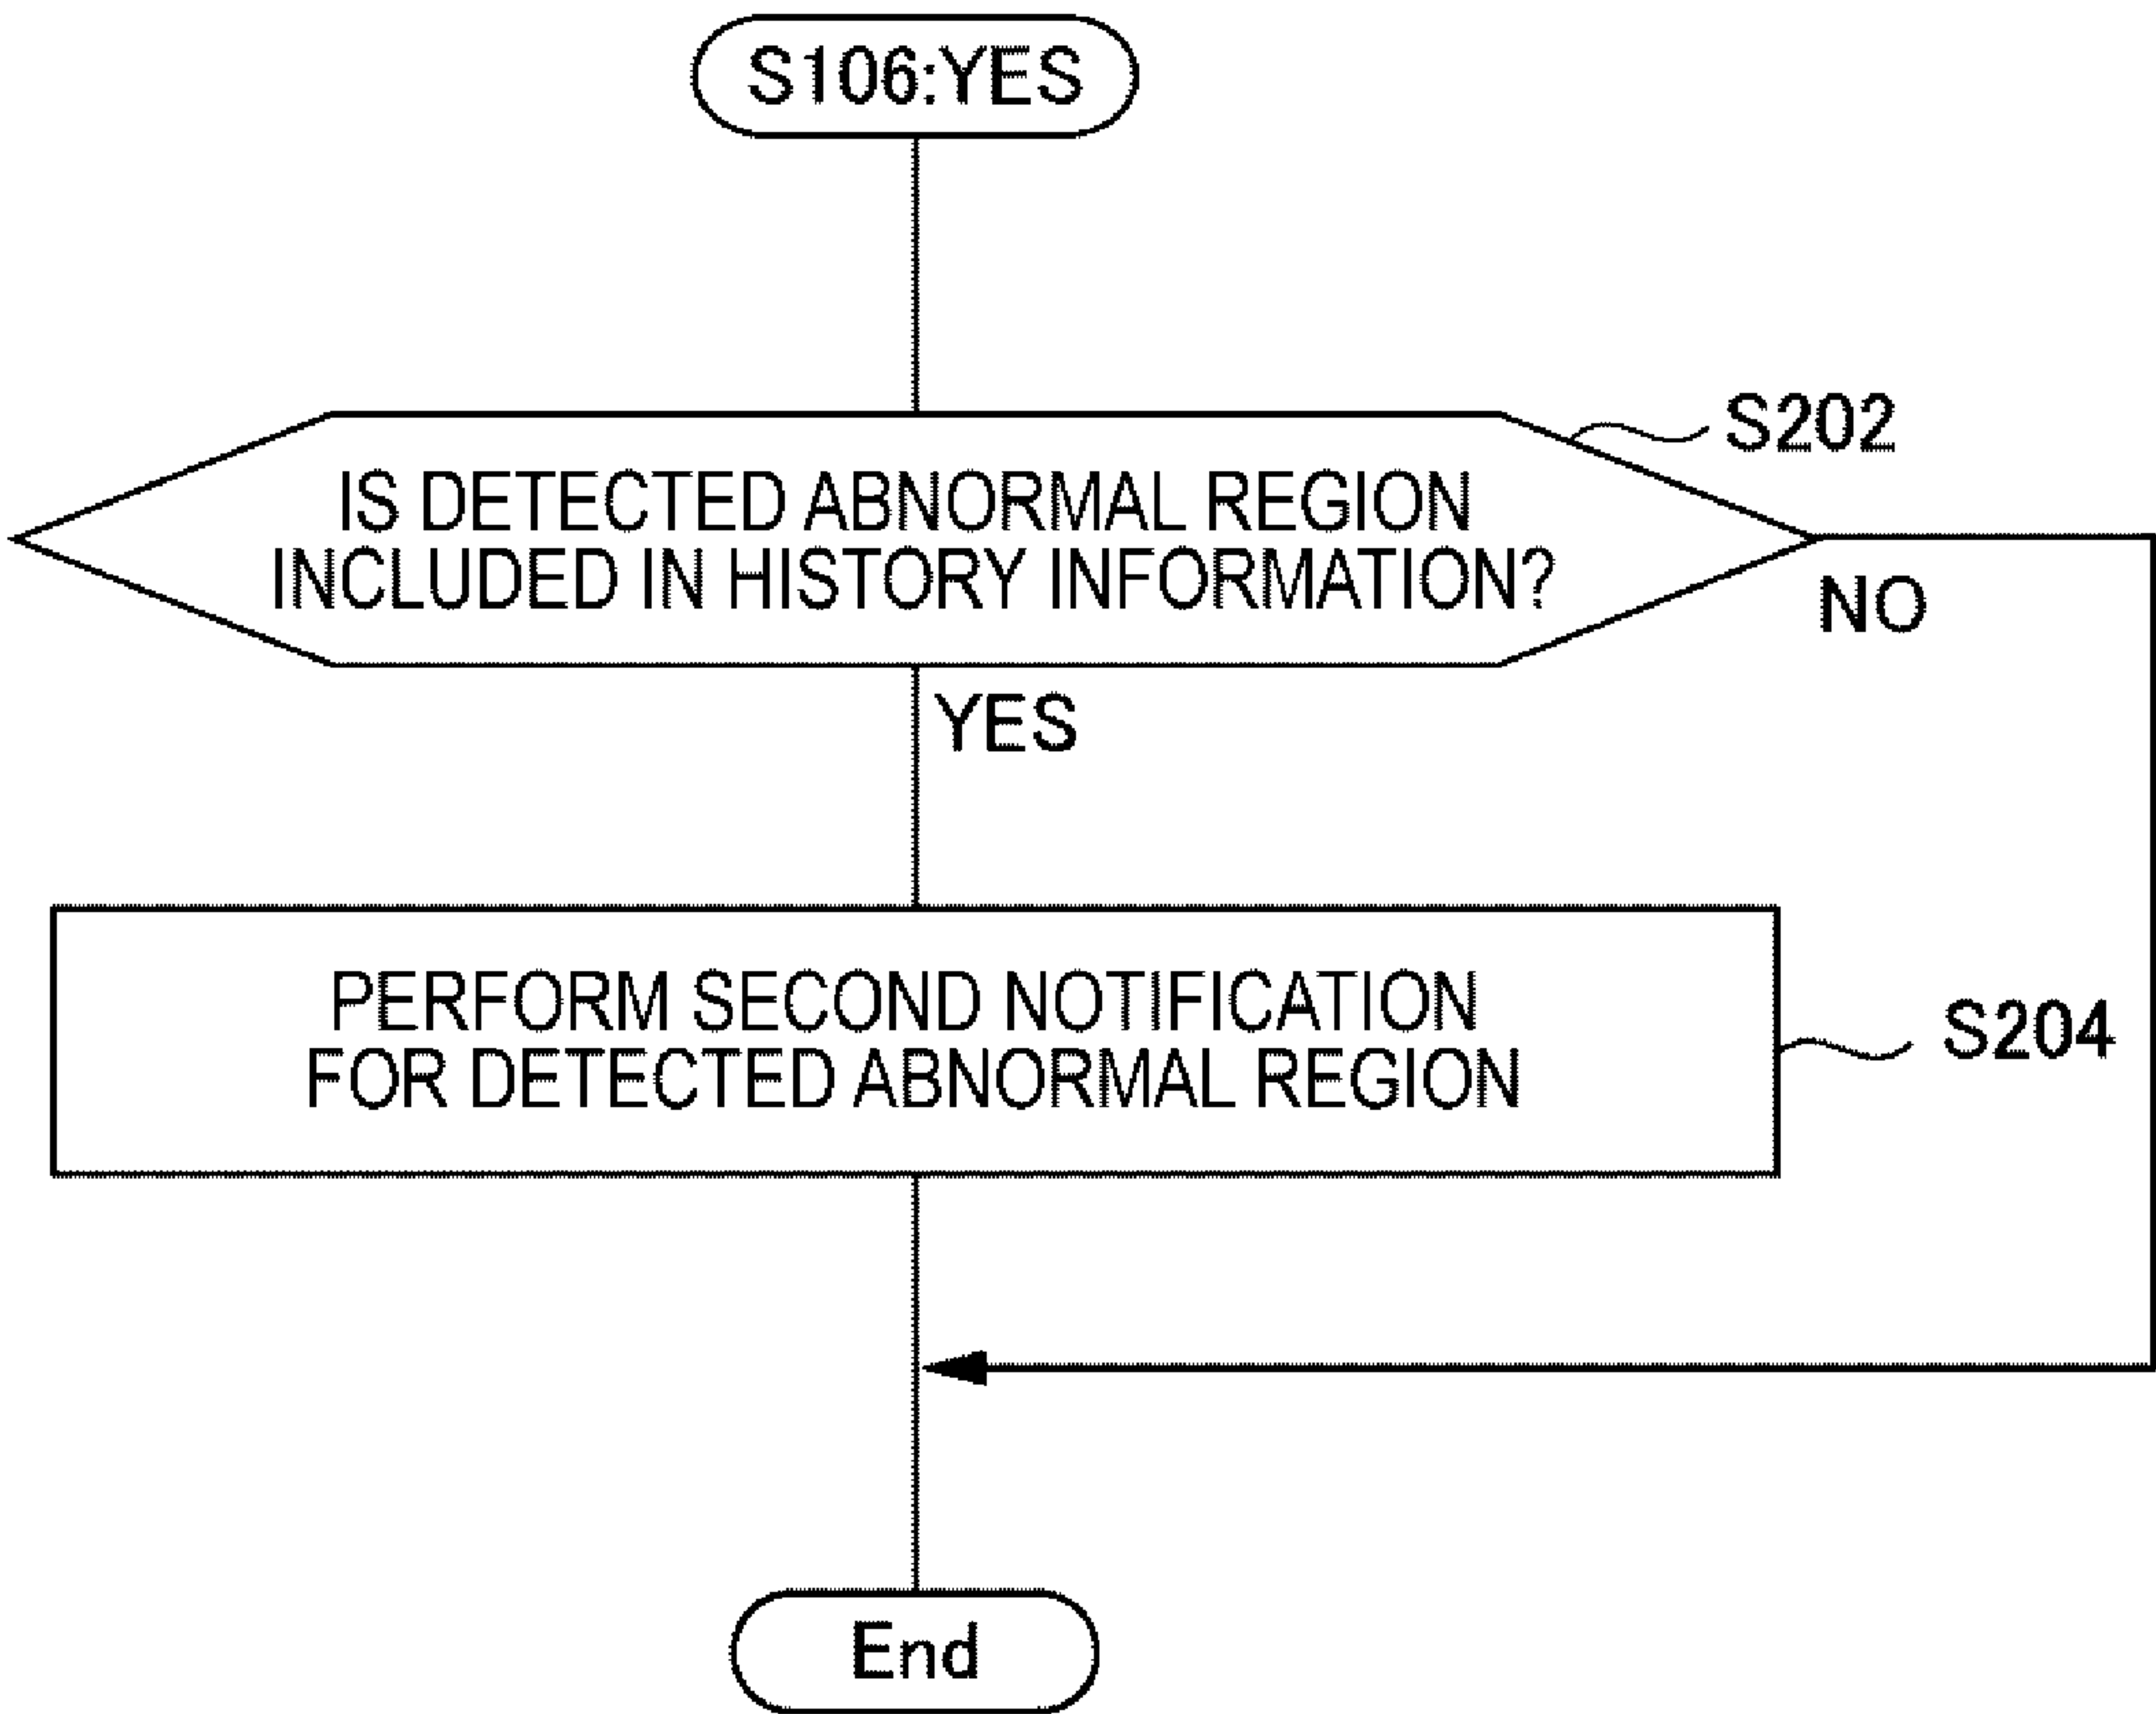 S106:YES
S202
IS DETECTED ABNORMAL REGION
INCLUDED IN HISTORY INFORMATION?
NO
YES
PERFORM SECOND NOTIFICATION
FOR DETECTED ABNORMAL REGION
S204
End